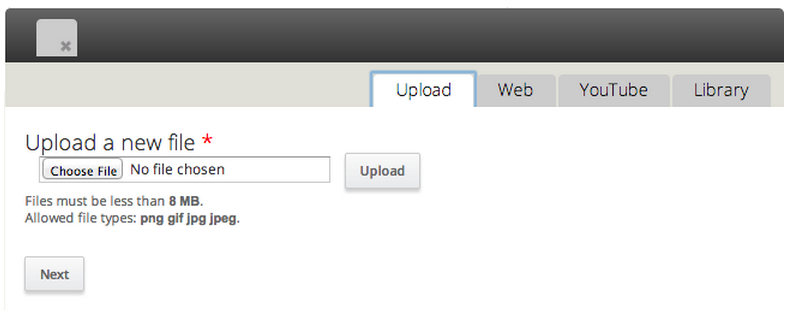 Upload Web YouTube Library
Upload a new file *
Choose File No file chosen Upload
Files must be less than 8 MB.
Allowed file types: png gif jpg jpeg.
Next